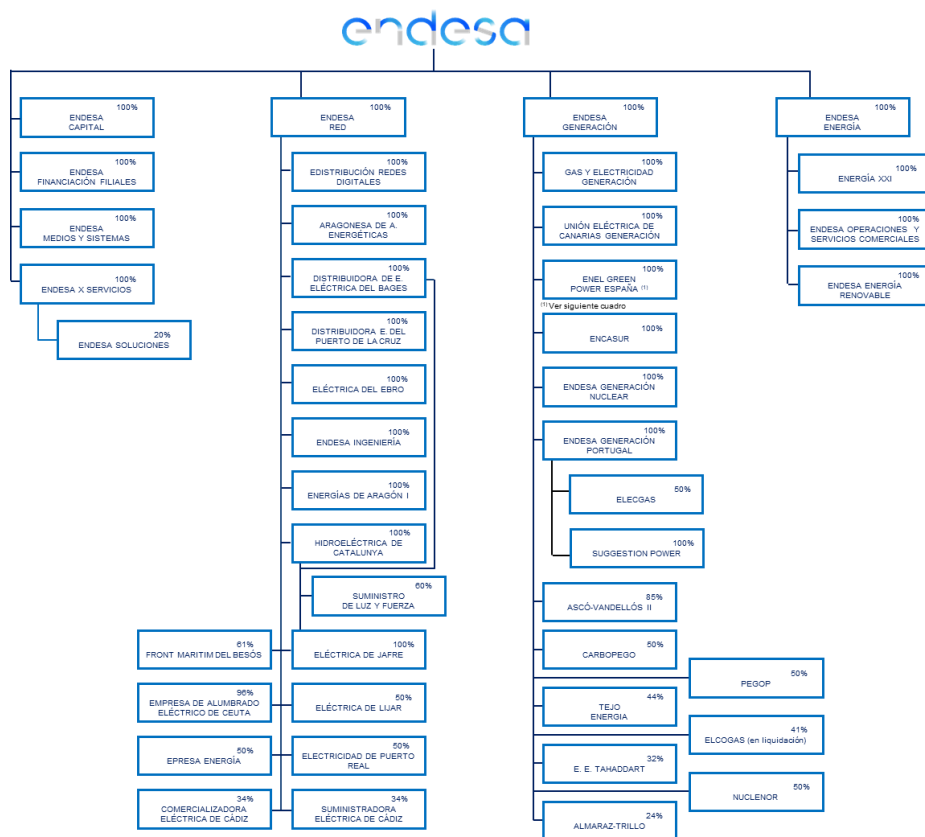 endesa
100%
ENDESA
CAPITAL
100%
ENDESA
FINANCIACIÓN FILIALES
100%
ENDESA
MEDIOS Y SISTEMAS
100%
ENDESA X SERVICIOS
20%
ENDESA SOLUCIONES
100%
ENDESA
RED
100%
EDISTRIBUCIÓN REDES
DIGITALES
100%
ARAGONESA DE A.
ENERGÉTICAS
100%
DISTRIBUIDORA DE E.
ELÉCTRICA DEL BAGES
100%
DISTRIBUIDORA E. DEL
PUERTO DE LA CRUZ
100%
ELÉCTRICA DEL EBRO
100%
ENDESA INGENIERÍA
100%
ENERGÍAS DE ARAGÓN I
100%
HIDROELÉCTRICA DE
CATALUNYA
60%
SUMINISTRO
DE LUZ Y FUERZA
61%
FRONT MARITIM DEL BESÓS
100%
ELÉCTRICA DE JAFRE
96%
EMPRESA DE ALUMBRADO
ELÉCTRICO DE CEUTA
50%
ELÉCTRICA DE LIJAR
50%
EPRESA ENERGÍA
50%
ELECTRICIDAD DE PUERTO
REAL
34%
COMERCIALIZADORA
ELÉCTRICA DE CÁDIZ
34%
SUMINISTRADORA
ELÉCTRICA DE CÁDIZ
100%
ENDESA
GENERACIÓN
100%
GAS Y ELECTRICIDAD
GENERACIÓN
100%
UNIÓN ELÉCTRICA DE
CANARIAS GENERACIÓN
100%
ENEL GREEN
POWER ESPAÑA (1)
(1) Ver siguiente cuadro
100%
ENCASUR
100%
ENDESA GENERACIÓN
NUCLEAR
100%
ENDESA GENERACIÓN
PORTUGAL
50%
ELECGAS
100%
SUGGESTION POWER
85%
ASCÓ-VANDELLÓS II
50%
CARBOPEGO
50%
PEGOP
44%
TEJO
ENERGIA
41%
ELCOGAS (en liquidación)
32%
E. E. TAHADDART
50%
NUCLENOR
24%
ALMARAZ-TRILLO
100%
ENDESA
ENERGÍA
100%
ENERGÍA XXI
100%
ENDESA OPERACIONES Y
SERVICIOS COMERCIALES
100%
ENDESA ENERGÍA
RENOVABLE